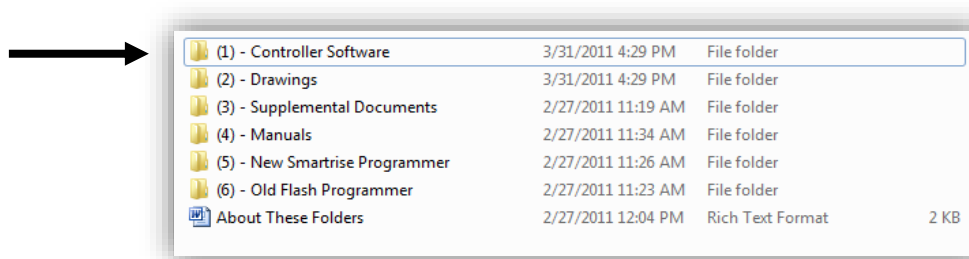 (1) - Controller Software 3/31/2011 4:29 PM File folder
(2) - Drawings 3/31/2011 4:29 PM File folder
(3) - Supplemental Documents 2/27/2011 11:19 AM File folder
(4) - Manuals 2/27/2011 11:34 AM File folder
(5) - New Smartrise Programmer 2/27/2011 11:26 AM File folder
(6) - Old Flash Programmer 2/27/2011 11:23 AM File folder
About These Folders 2/27/2011 12:04 PM Rich Text Format 2 KB